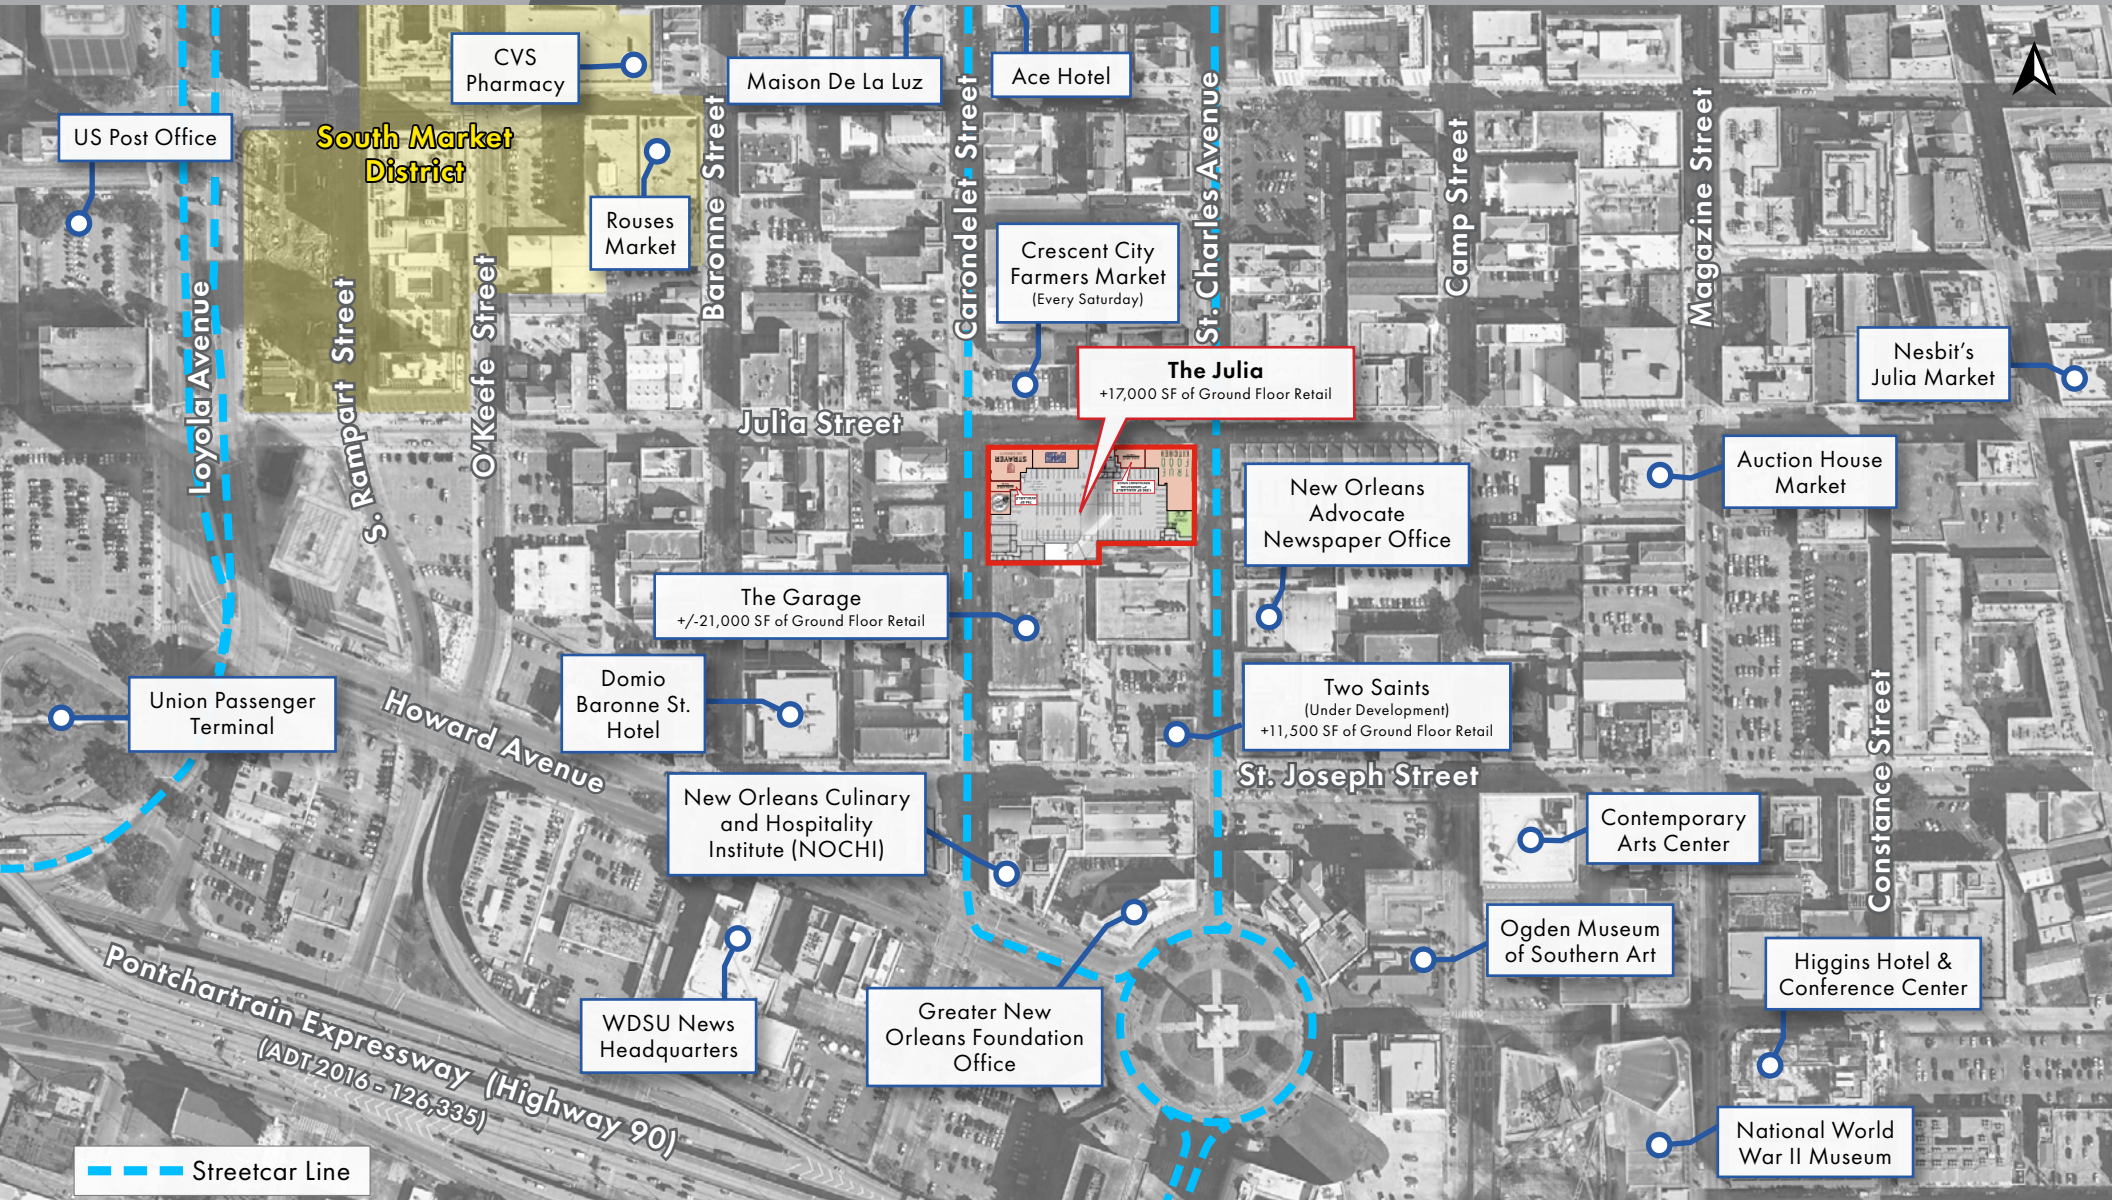 CVS
Pharmacy
Maison De La Luz
Ace Hotel
US Post Office
South Market
District
Rouses
Market
Baronne Street
Carondelet Street
St. Charles Avenue
Camp Street
Magazine Street
Crescent City
Farmers Market
(Every Saturday)
Loyola Avenue
S. Rampart Street
O'Keefe Street
The Julia
+17,000 SF of Ground Floor Retail
Nesbit's
Julia Market
Julia Street
STRAYER
Auction House
Market
New Orleans
Advocate
Newspaper Office
The Garage
+/-21,000 SF of Ground Floor Retail
Domio
Baronne St.
Hotel
Union Passenger
Terminal
Howard Avenue
Two Saints
(Under Development)
+11,500 SF of Ground Floor Retail
St. Joseph Street
Constance Street
New Orleans Culinary
and Hospitality
Institute (NOCHI)
Contemporary
Arts Center
Ogden Museum
of Southern Art
Higgins Hotel &
Conference Center
Pontchartrain Expressway (Highway 90)
(ADT 2016 - 126,335)
WDSU News
Headquarters
Greater New
Orleans Foundation
Office
National World
War II Museum
Streetcar Line